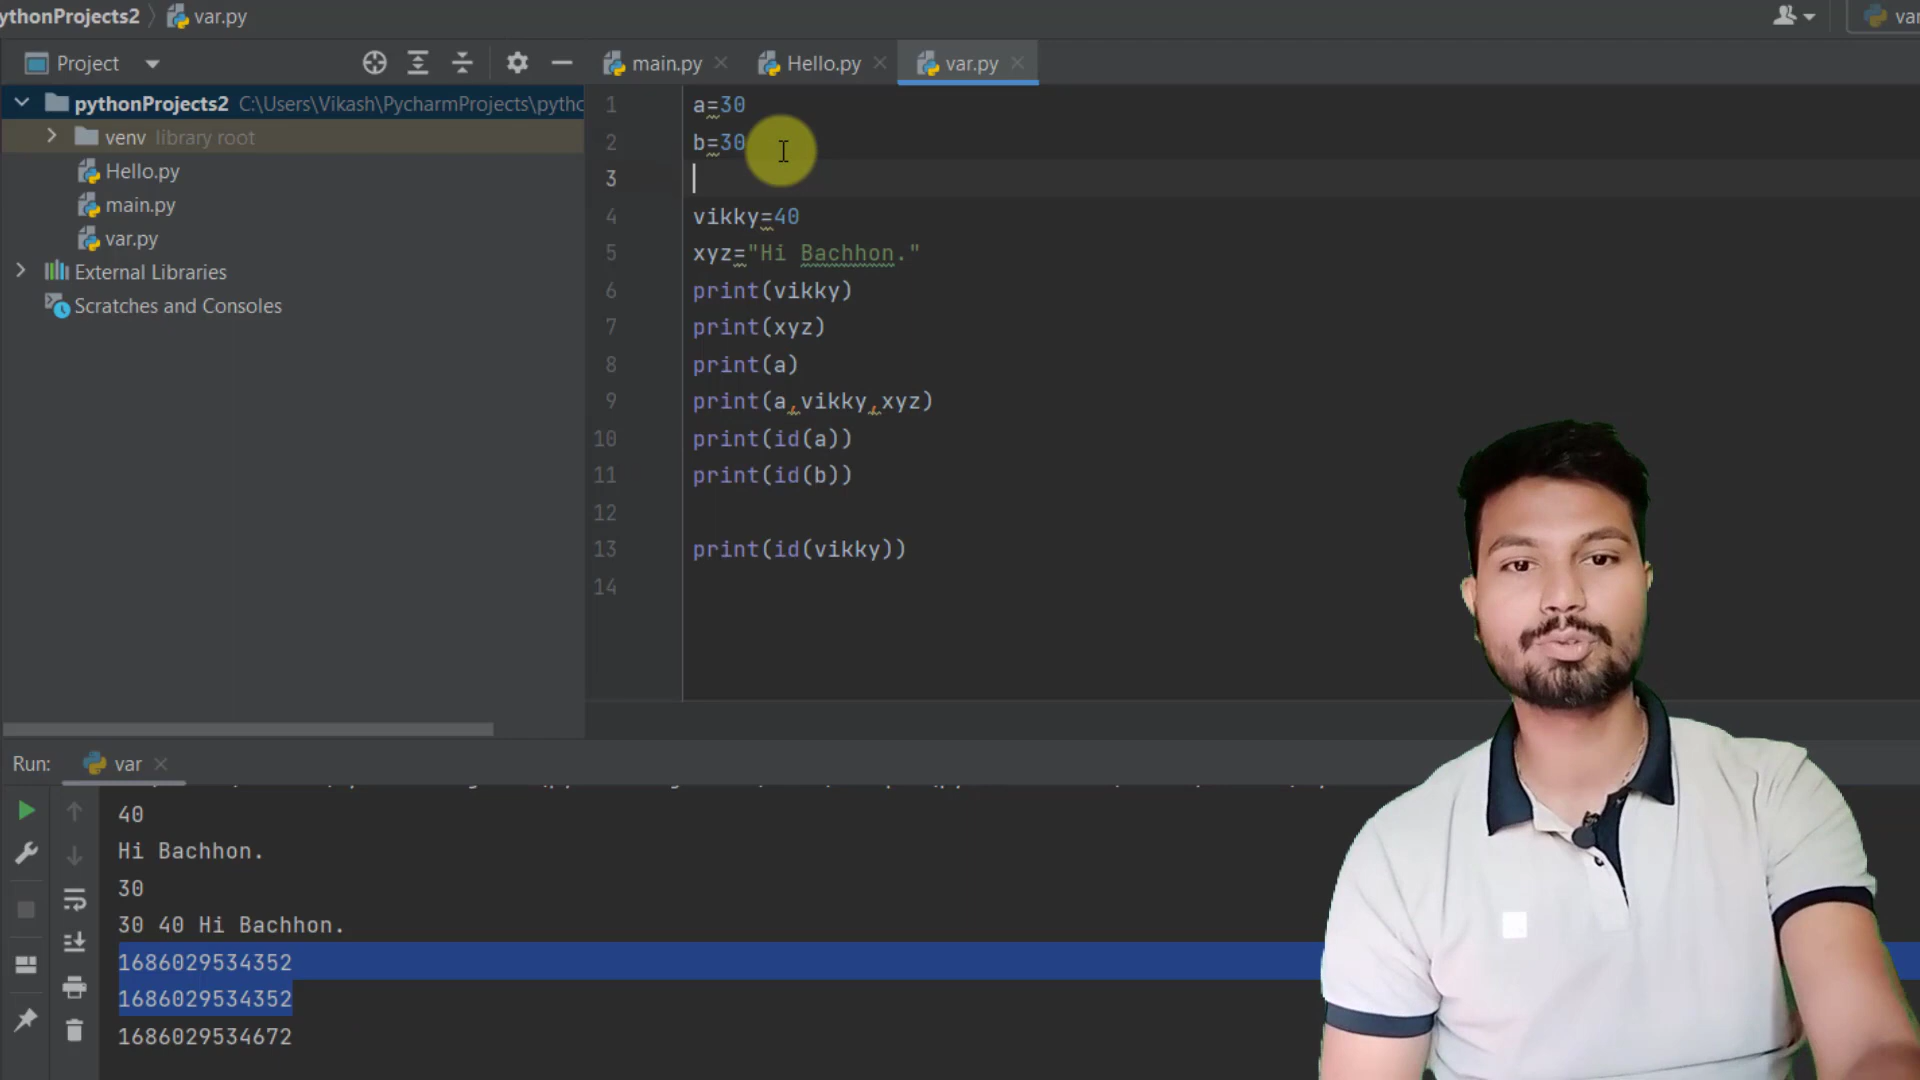 ythonProjects2 var.py
var
Project
main.py Hello.py var.py
pythonProjects2 C:\Users\Vikash\PycharmProjects\pytho
venv library root
Hello.py
main.py
var.py
External Libraries
Scratches and Consoles
1 a=30
2 b=30
3
4 vikky=40
5 xyz="Hi Bachhon."
6 print(vikky)
7 print(xyz)
8 print(a)
9 print(a,vikky,xyz)
10 print(id(a))
11 print(id(b))
12
13 print(id(vikky))
14
Run: var
40
Hi Bachhon.
30
30 40 Hi Bachhon.
1686029534352
1686029534352
1686029534672